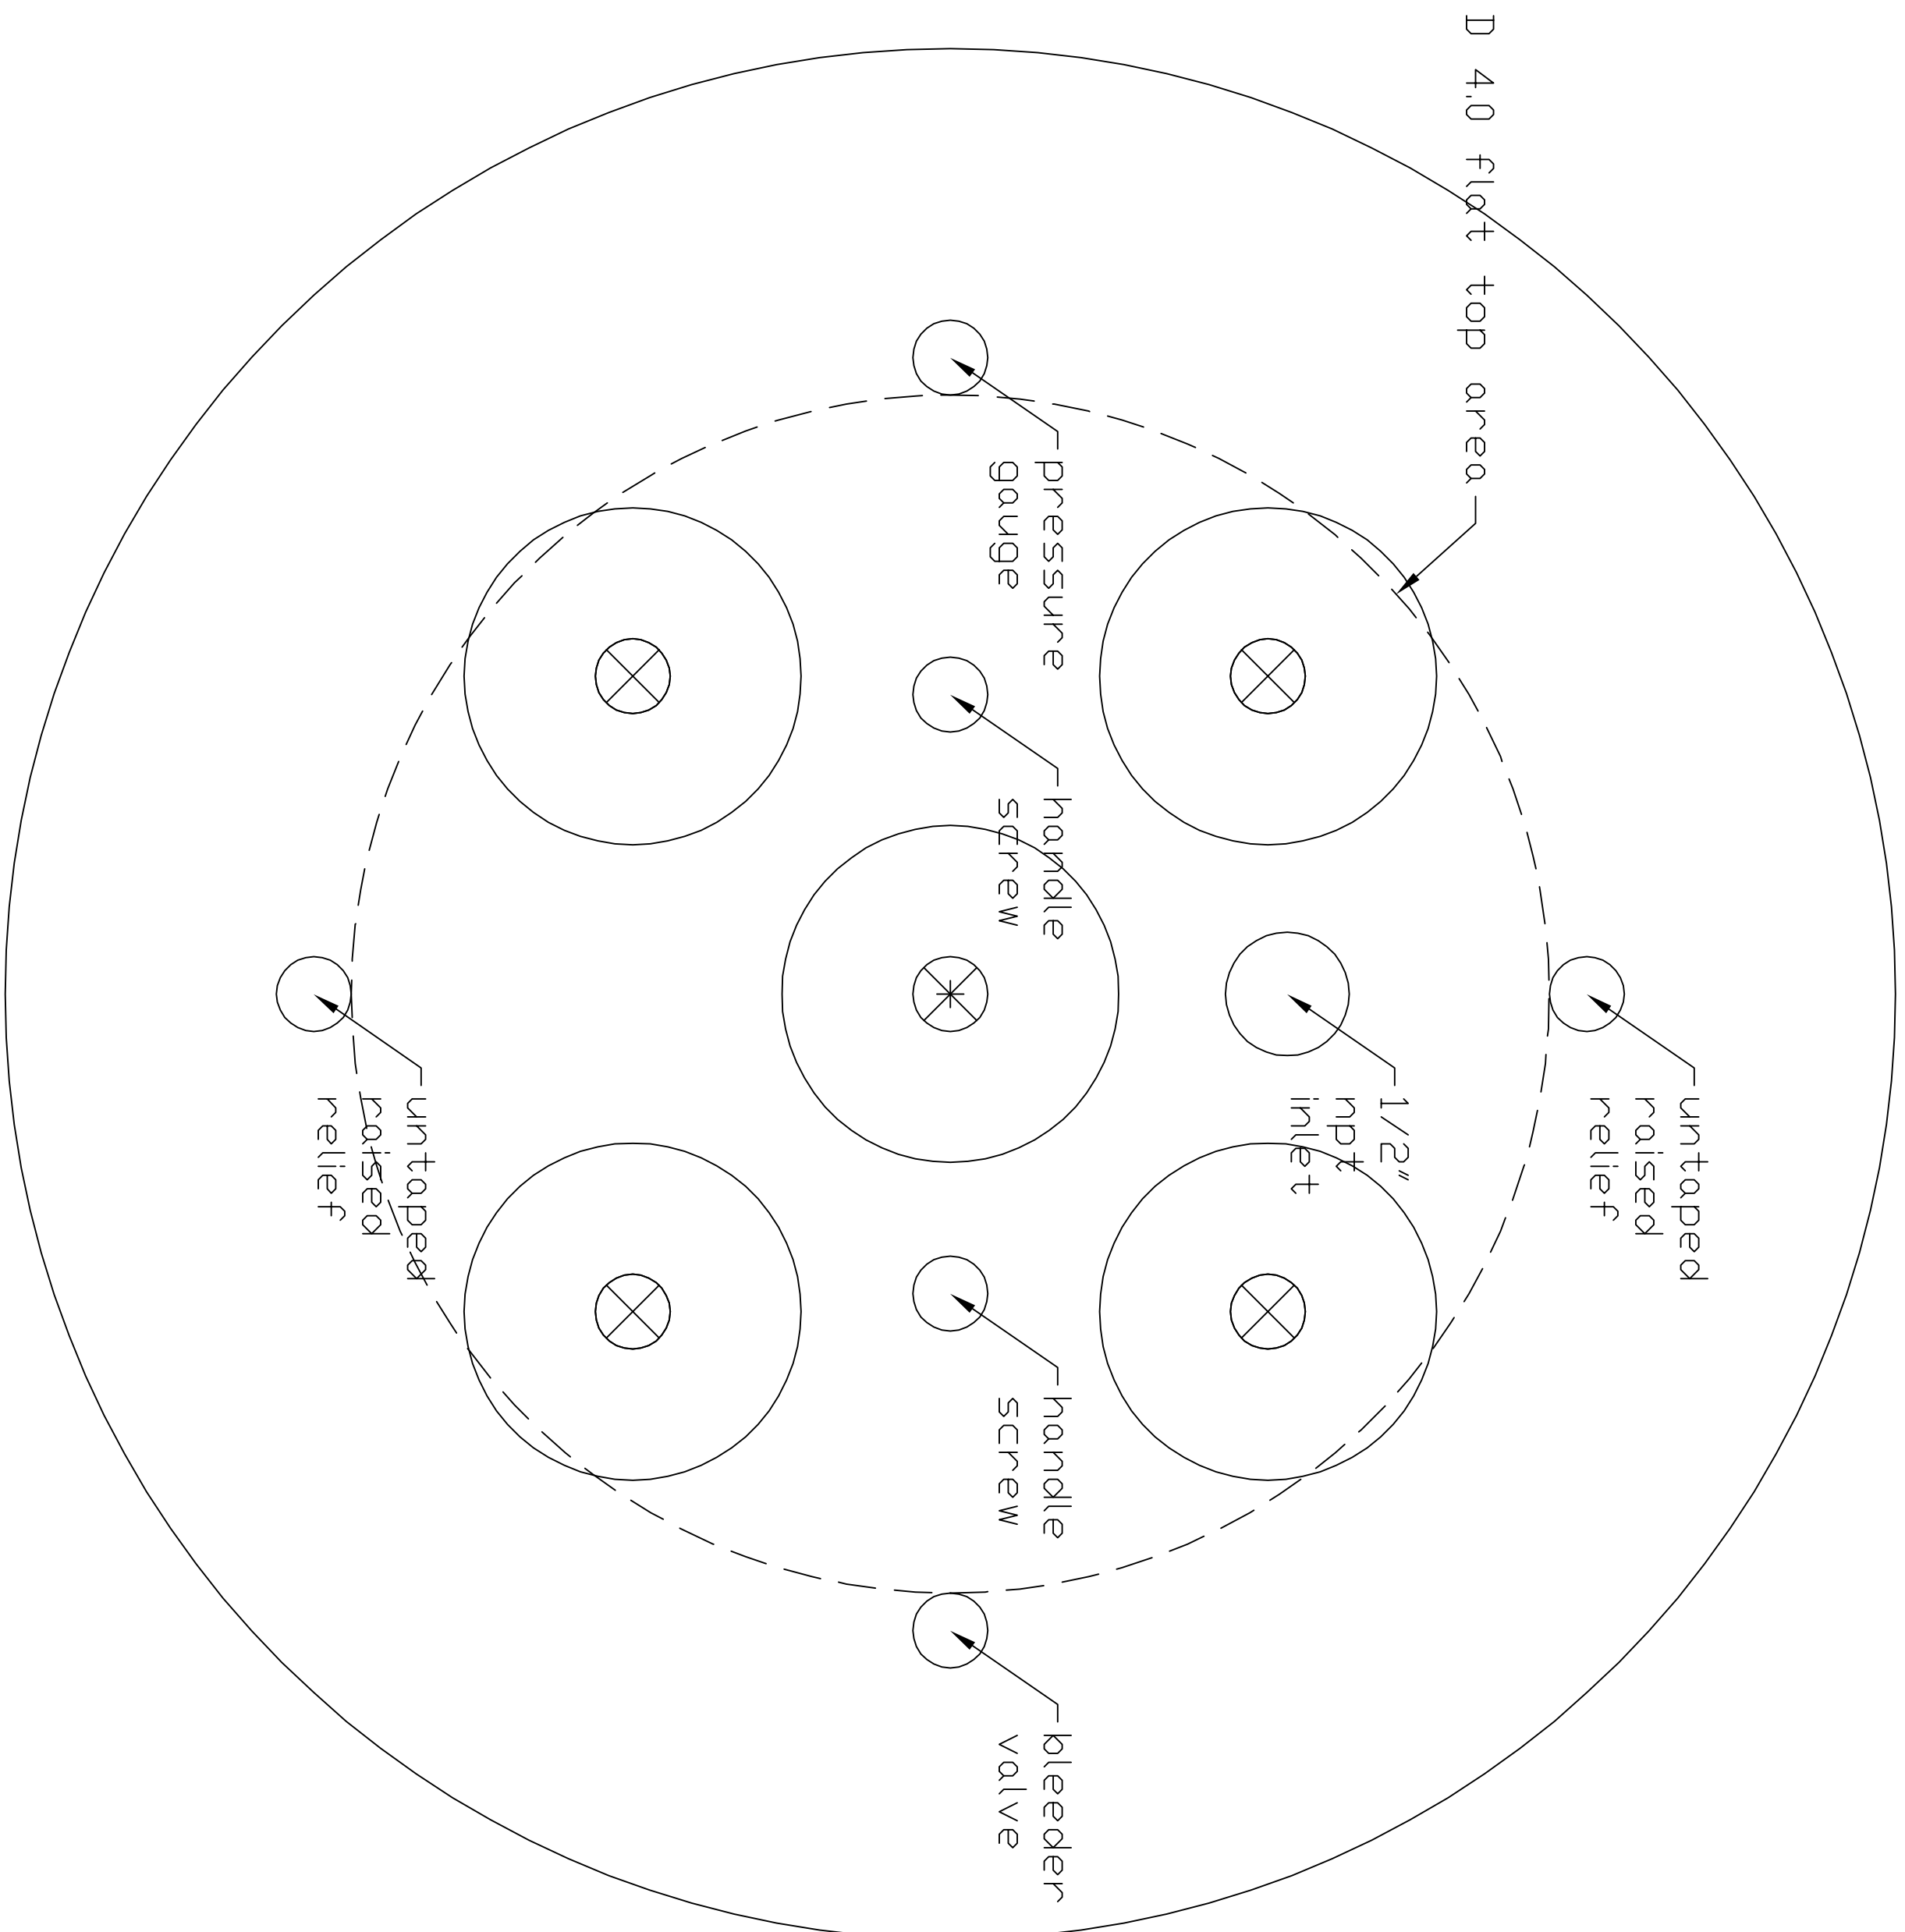 D 4.0 flat top area
pressure
gauge
handle
screw
untaped
raised
relief
1/2"
npt
inlet
untaped
raised
relief
handle
screw
bleeder
valve